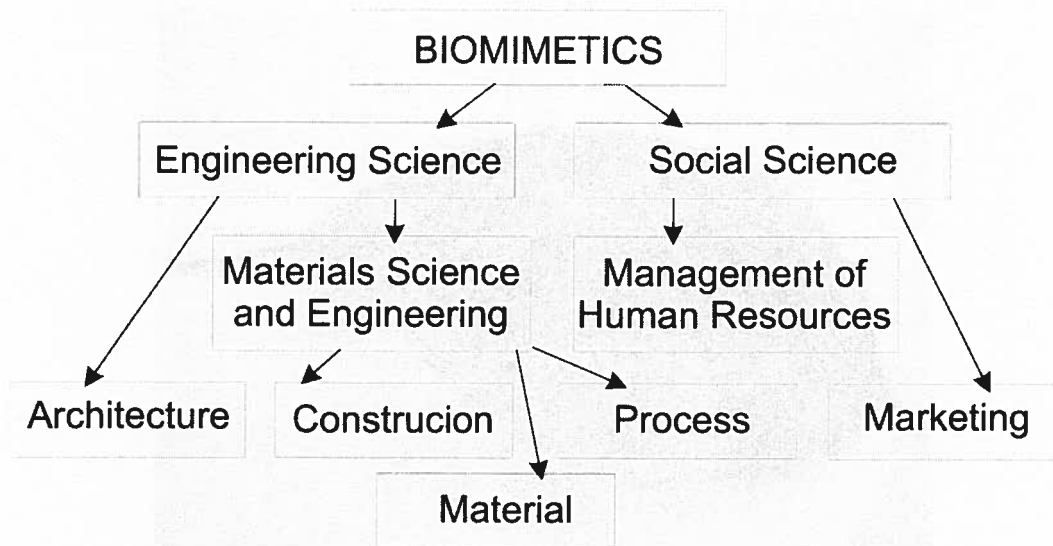 BIOMIMETICS
Engineering Science
Social Science
Materials Science
and Engineering
Management of
Human Resources
Architecture
Construcion
Process
Marketing
Material